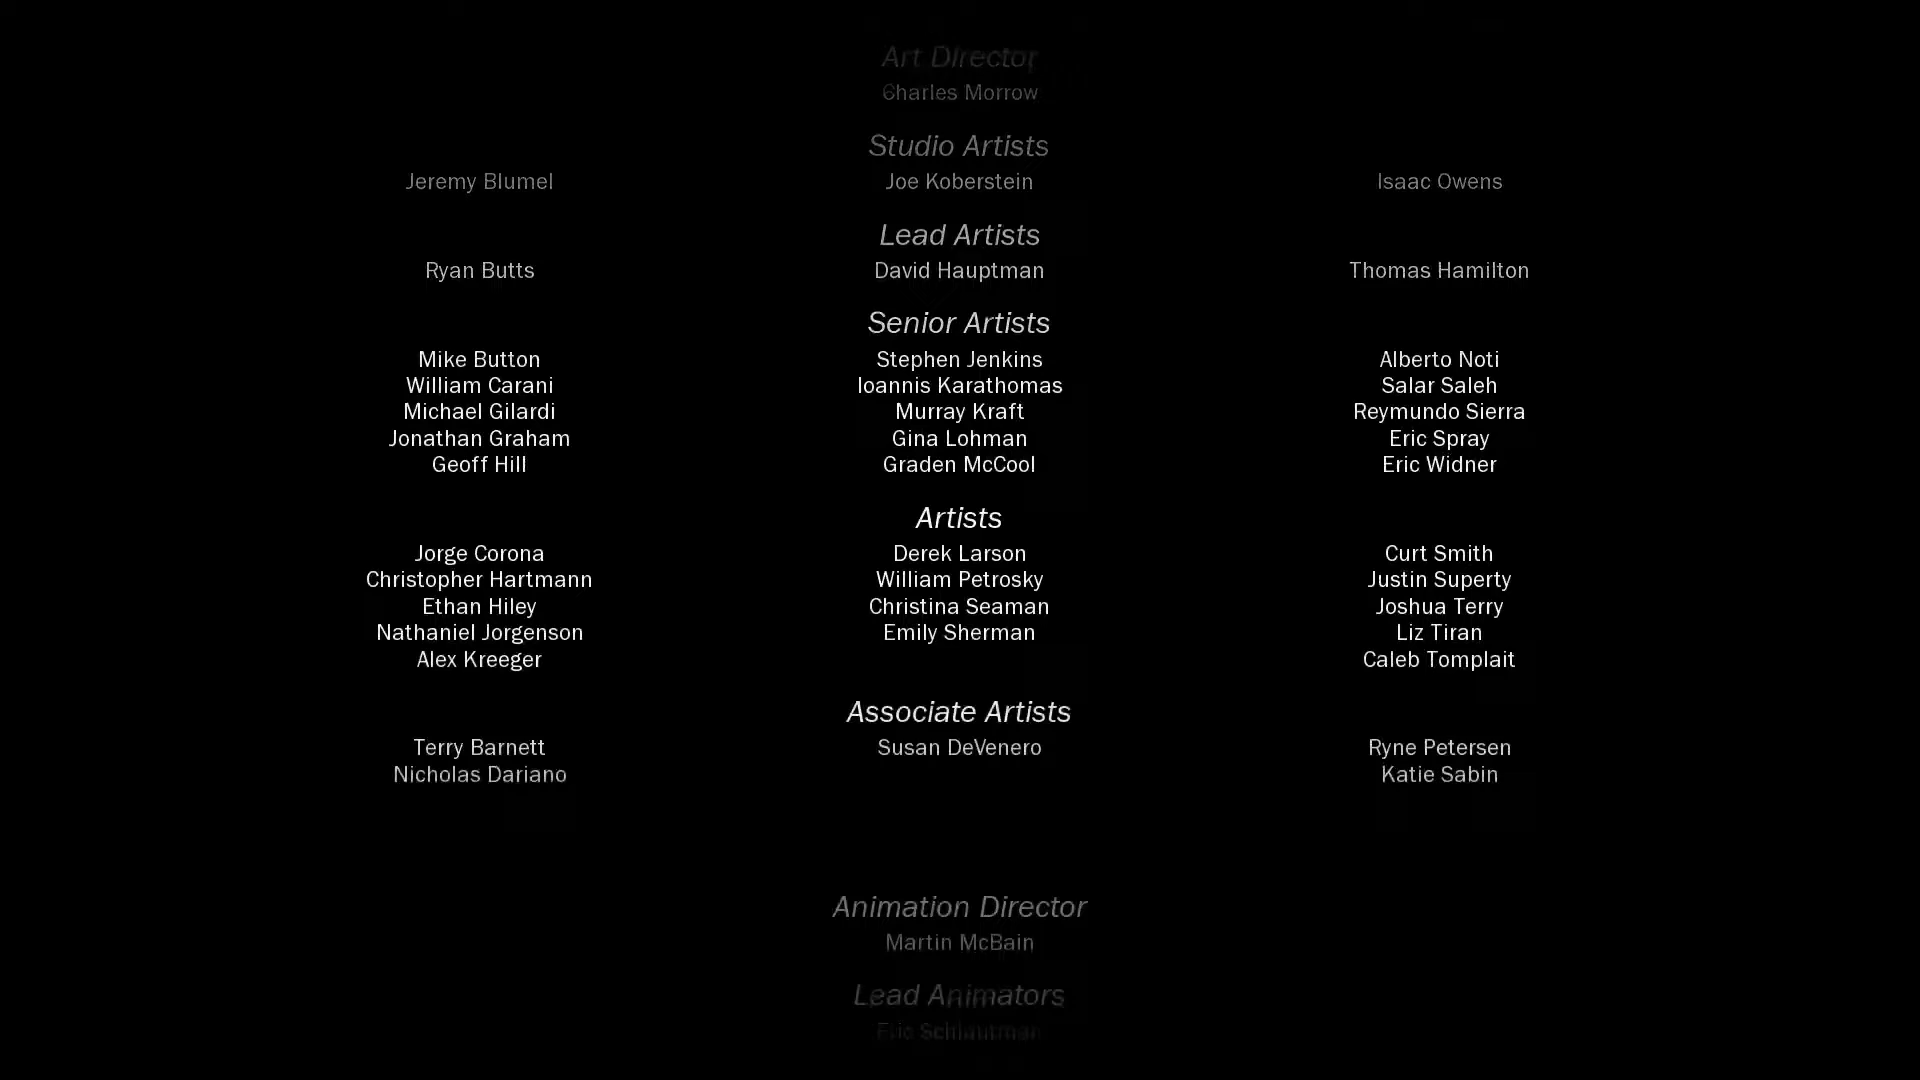 Art Director
Charles Morrow
Studio Artists
Jeremy Blumel Joe Koberstein Isaac Owens
Lead Artists
Ryan Butts David Hauptman Thomas Hamilton
Senior Artists
Mike Button Stephen Jenkins Alberto Noti
William Carani Ioannis Karathomas Salar Saleh
Michael Gilardi Murray Kraft Reymundo Sierra
Jonathan Graham Gina Lohman Eric Spray
Geoff Hill Graden McCool Eric Widner
Artists
Jorge Corona Derek Larson Curt Smith
Christopher Hartmann William Petrosky Justin Superty
Ethan Hiley Christina Seaman Joshua Terry
Nathaniel Jorgenson Emily Sherman Liz Tiran
Alex Kreeger Caleb Tomplait
Associate Artists
Terry Barnett Susan DeVenero Ryne Petersen
Nicholas Dariano Katie Sabin
Animation Director
Martin McBain
Lead Animators